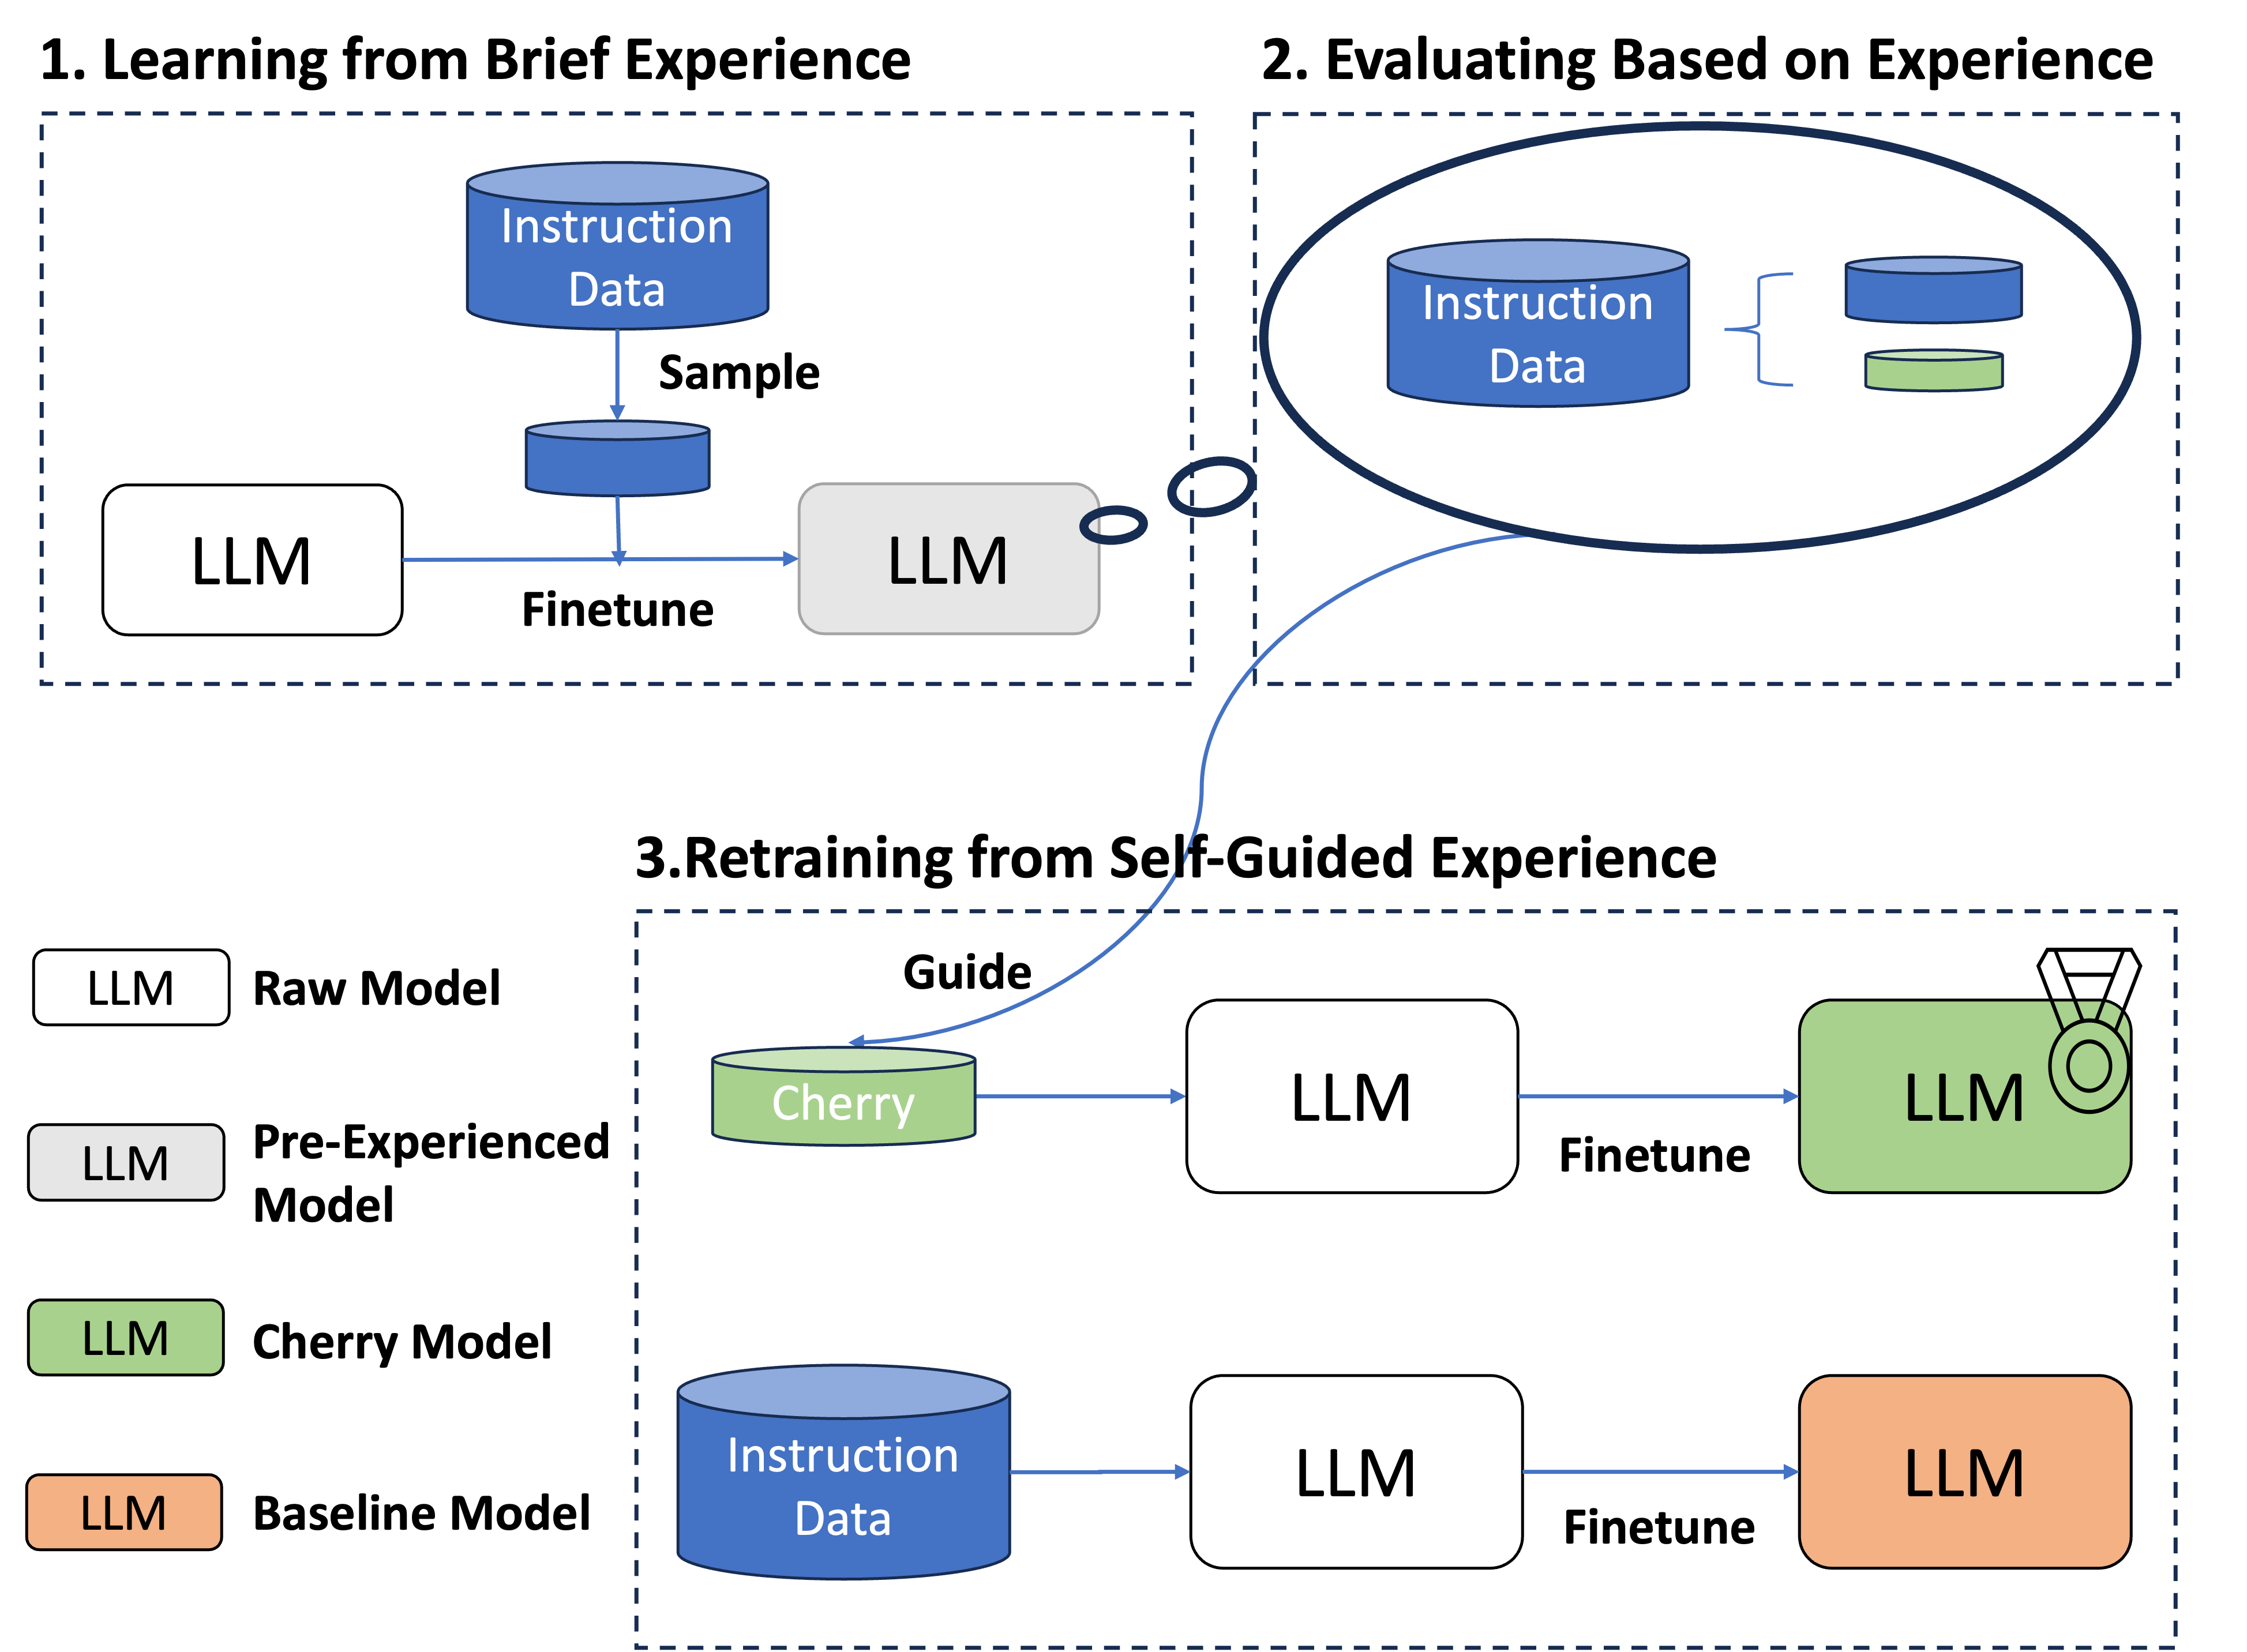 1. Learning from Brief Experience
Instruction
Data
Sample
LLM
Finetune
LLM
2. Evaluating Based on Experience
Instruction
Data
3.Retraining from Self-Guided Experience
Guide
Cherry
LLM
Finetune
LLM
Instruction
Data
LLM
Finetune
LLM
LLM
Raw Model
LLM
Pre-Experienced
Model
LLM
Cherry Model
LLM
Baseline Model